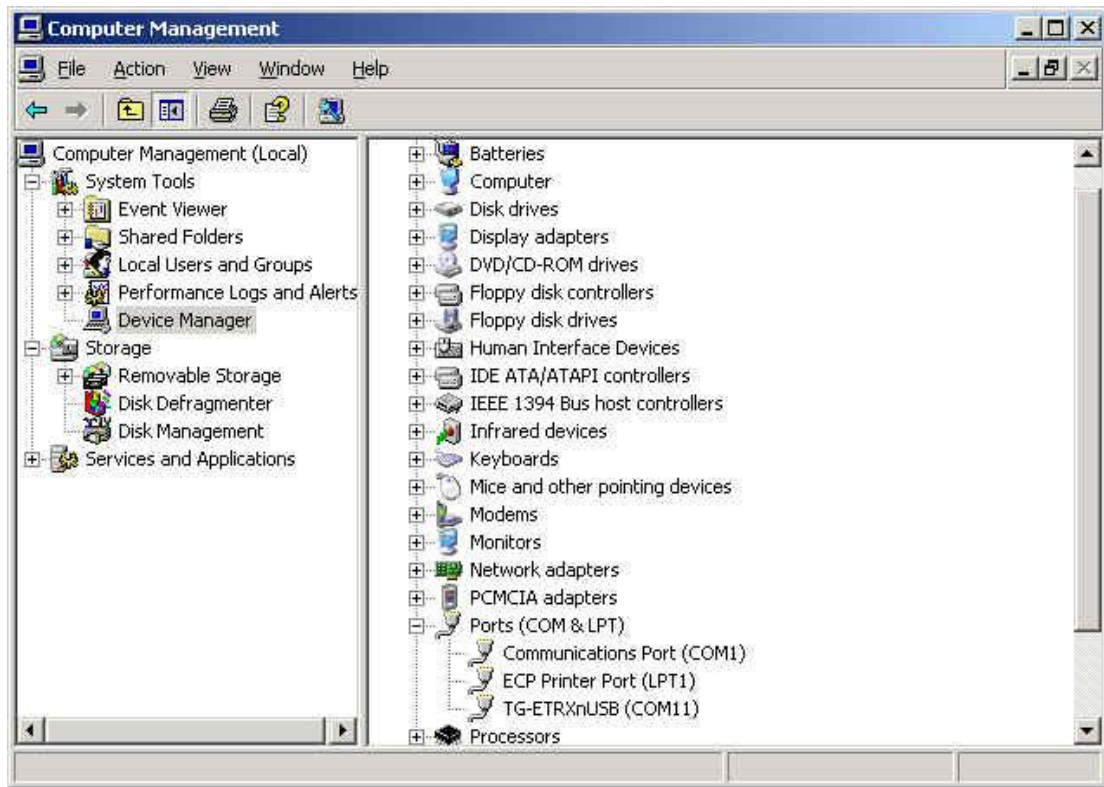 Computer Management
File Action View Window Help
Computer Management (Local)
System Tools
Event Viewer
Shared Folders
Local Users and Groups
Performance Logs and Alerts
Device Manager
Storage
Removable Storage
Disk Defragmenter
Disk Management
Services and Applications
Batteries
Computer
Disk drives
Display adapters
DVD/CD-ROM drives
Floppy disk controllers
Floppy disk drives
Human Interface Devices
IDE ATA/ATAPI controllers
IEEE 1394 Bus host controllers
Infrared devices
Keyboards
Mice and other pointing devices
Modems
Monitors
Network adapters
PCMCIA adapters
Ports (COM & LPT)
Communications Port (COM1)
ECP Printer Port (LPT1)
TG-ETRXnUSB (COM11)
Processors